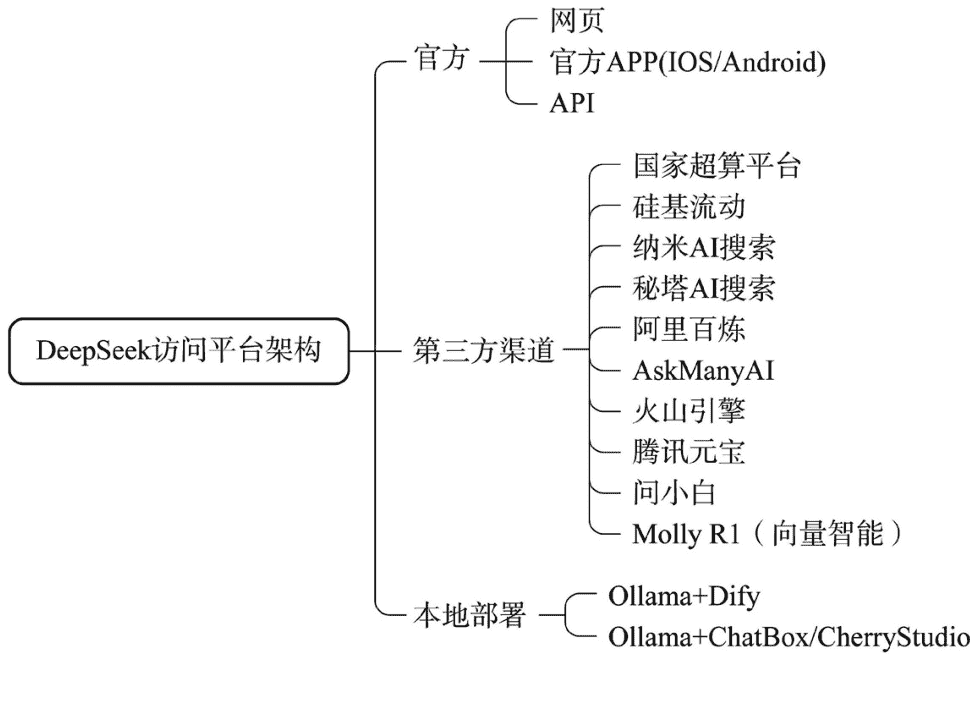 DeepSeek访问平台架构
官方
网页
官方APP(IOS/Android)
API
第三方渠道
国家超算平台
硅基流动
纳米AI搜索
秘塔AI搜索
阿里百炼
AskManyAI
火山引擎
腾讯元宝
问小白
Molly R1（向量智能）
本地部署
Ollama+Dify
Ollama+ChatBox/CherryStudio